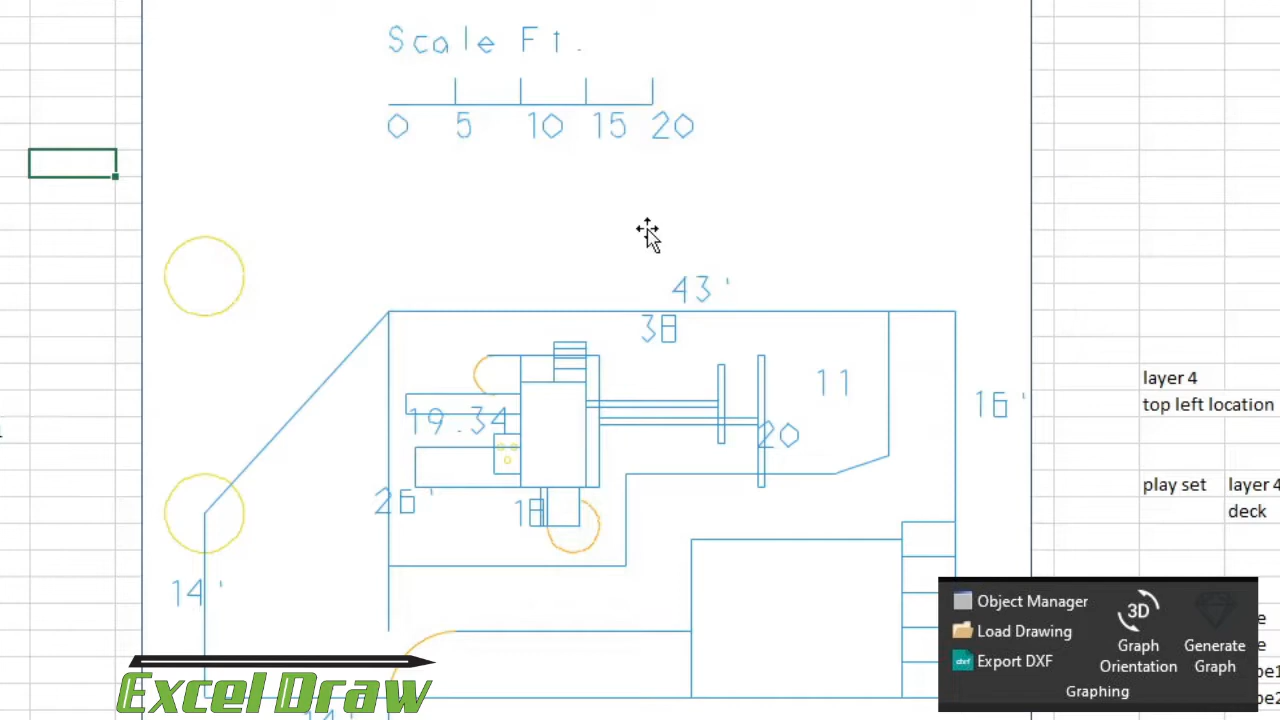 Scale Ft.
0 5 10 15 20
43'
38
layer 4
11
16'
top left location
19.34
20
play set layer 4
26'
deck
18
14'
Object Manager
3D
Load Drawing
Graph Orientation
Generate Graph
Export DXF
Graphing
Excel Draw